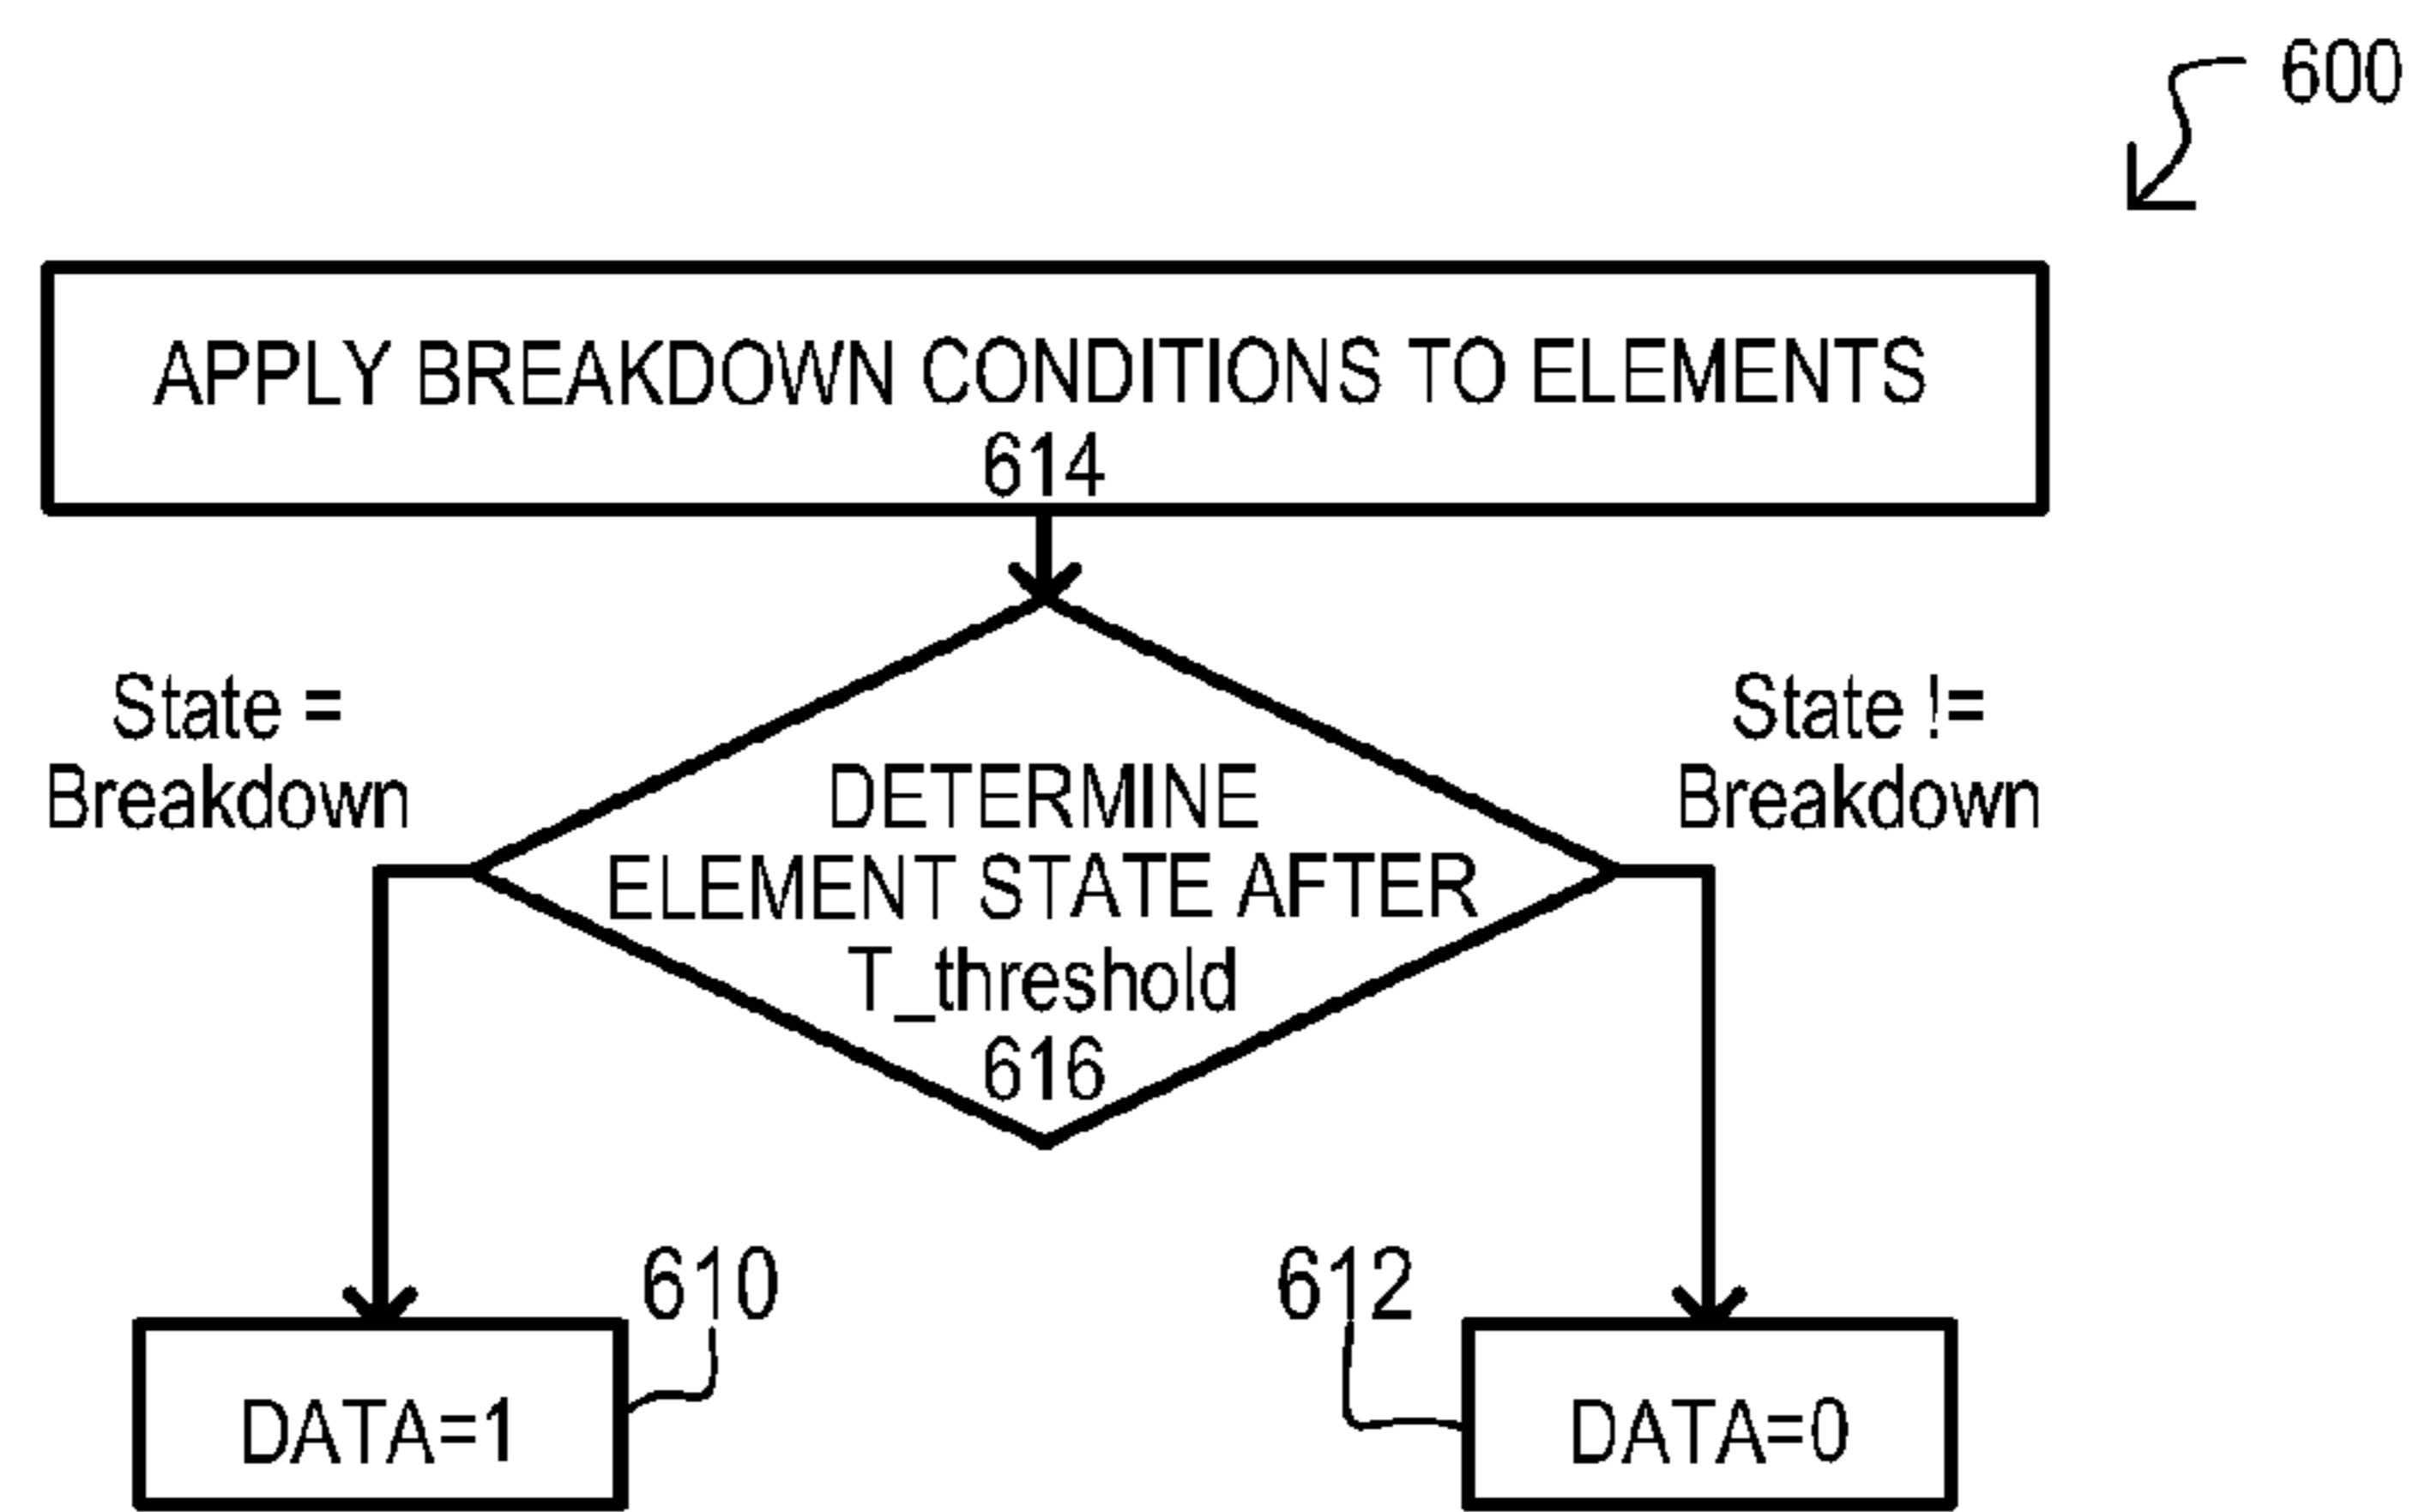 600
APPLY BREAKDOWN CONDITIONS TO ELEMENTS
614
State =
Breakdown
State !=
Breakdown
DETERMINE
ELEMENT STATE AFTER
T_threshold
616
610
612
DATA=1
DATA=0